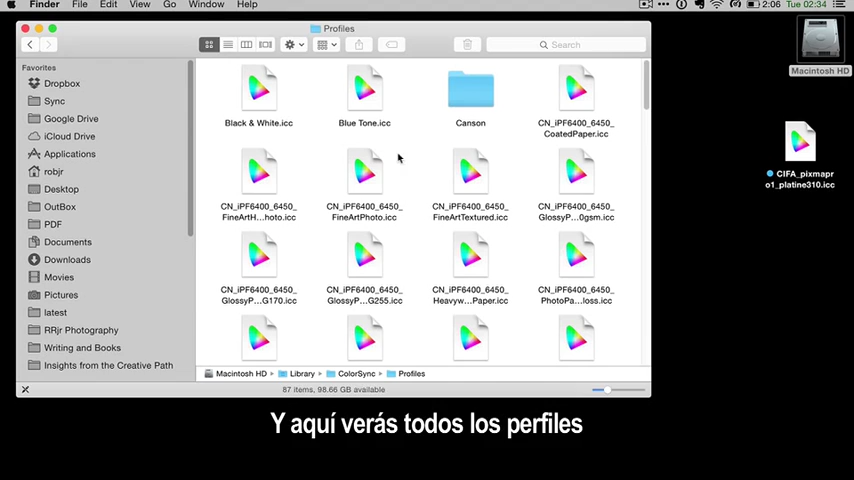 Finder File Edit View Go Window Help
2:06 Tue 02:34
Profiles
Search
Macintosh HD
Favorites
Dropbox
Sync
Google Drive
iCloud Drive
Applications
robjr
Desktop
OutBox
PDF
Documents
Downloads
Movies
Pictures
latest
RRjr Photography
Writing and Books
Insights from the Creative Path
Black & White.icc
Blue Tone.icc
Canson
CN_iPF6400_6450_
CoatedPaper.icc
CN_iPF6400_6450_
FineArtH...hoto.icc
CN_iPF6400_6450_
FineArtPhoto.icc
CN_iPF6400_6450_
FineArtTextured.icc
CN_iPF6400_6450_
GlossyP...0gsm.icc
CN_iPF6400_6450_
GlossyP...G170.icc
CN_iPF6400_6450_
GlossyP...G255.icc
CN_iPF6400_6450_
Heavyw...Paper.icc
CN_iPF6400_6450_
PhotoPa...loss.icc
CIFA_pixmapr
o1_platine310.icc
Macintosh HD Library ColorSync Profiles
87 items, 98.66 GB available
Y aquí verás todos los perfiles